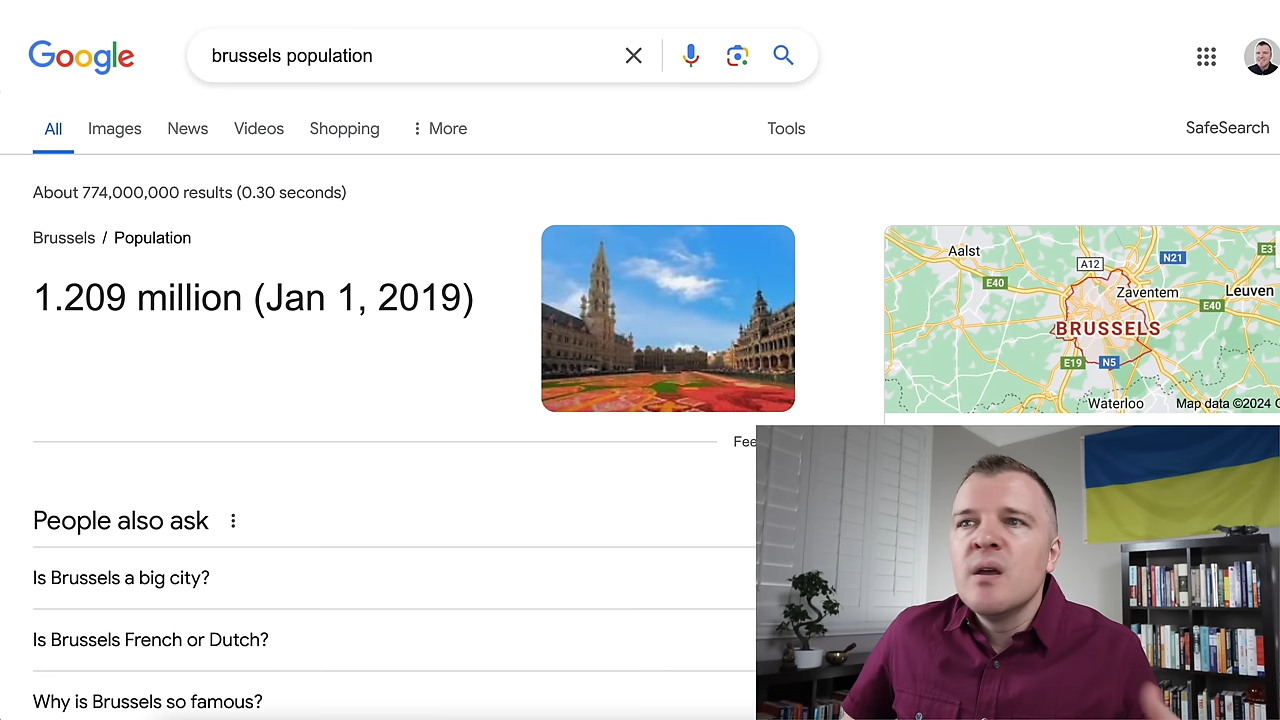 Google
brussels population
All Images News Videos Shopping More Tools SafeSearch
About 774,000,000 results (0.30 seconds)
Brussels / Population
1.209 million (Jan 1, 2019)
Aalst
A12
N21
E40
Zaventem
Leuven
E40
BRUSSELS
E19
N5
Waterloo
Map data ©2024
People also ask
Is Brussels a big city?
Is Brussels French or Dutch?
Why is Brussels so famous?